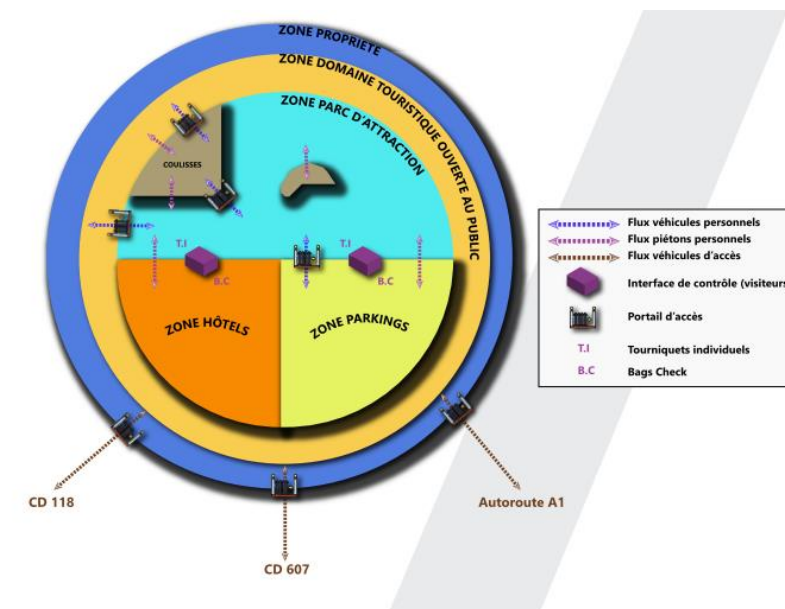 ZONE PROPRIETE
ZONE DOMAINE TOURISTIQUE OUVERTE AU PUBLIC
ZONE PARC D'ATTRACTION
COULISSES
T.I
T.I
B.C
B.C
ZONE HÔTELS
ZONE PARKINGS
CD 118
CD 607
Autoroute A1
Flux véhicules personnels
Flux piétons personnels
Flux véhicules d'accès
Interface de contrôle (visiteurs
Portail d'accès
T.I Tourniquets individuels
B.C Bags Check